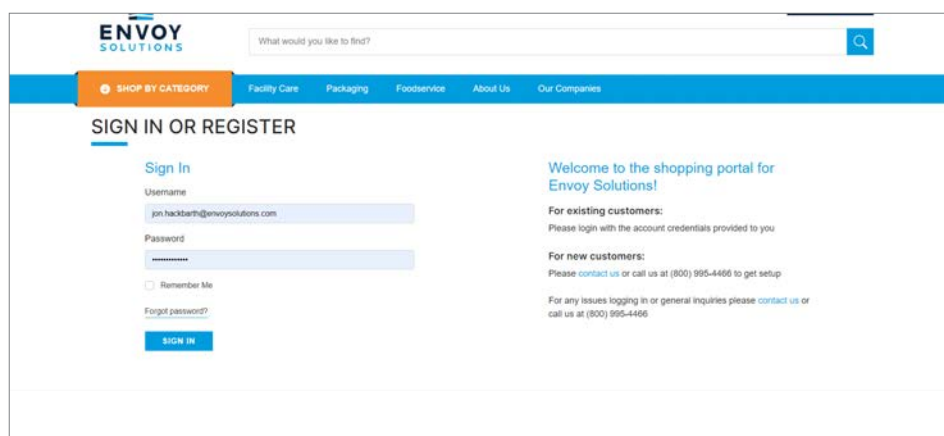 ENVOY
SOLUTIONS
What would you like to find?
SHOP BY CATEGORY
Facility Care
Packaging
Foodservice
About Us
Our Companies
SIGN IN OR REGISTER
Sign In
Username
jon.hackbarth@envoysolutions.com
Password
•••••••••••••
Remember Me
Forgot password?
SIGN IN
Welcome to the shopping portal for
Envoy Solutions!
For existing customers:
Please login with the account credentials provided to you
For new customers:
Please contact us or call us at (800) 995-4466 to get setup
For any issues logging in or general inquiries please contact us or
call us at (800) 995-4466